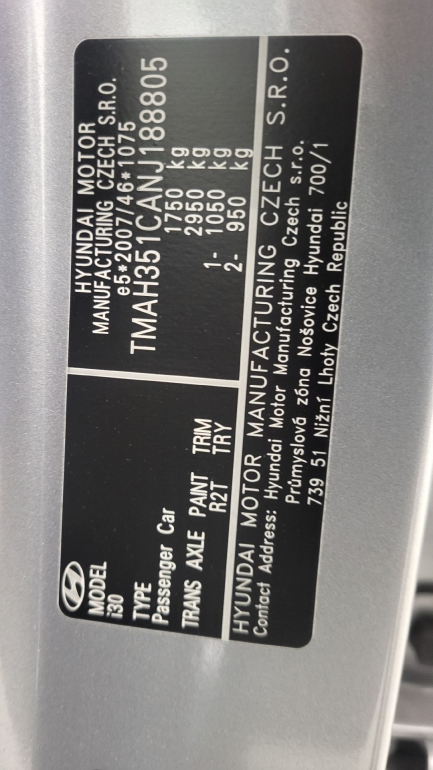 MODEL
i30
TYPE
Passenger Car
TRANS AXLE PAINT TRIM
R2T TRY
HYUNDAI MOTOR
MANUFACTURING CZECH S.R.O.
e5*2007/46*1075
TMAH351CANJ188805
1750 kg
2950 kg
1- 1050 kg
2- 950 kg
HYUNDAI MOTOR MANUFACTURING CZECH S.R.O.
Contact Address: Hyundai Motor Manufacturing Czech s.r.o.
Průmyslová zóna Nošovice Hyundai 700/1
739 51 Nižní Lhoty Czech Republic